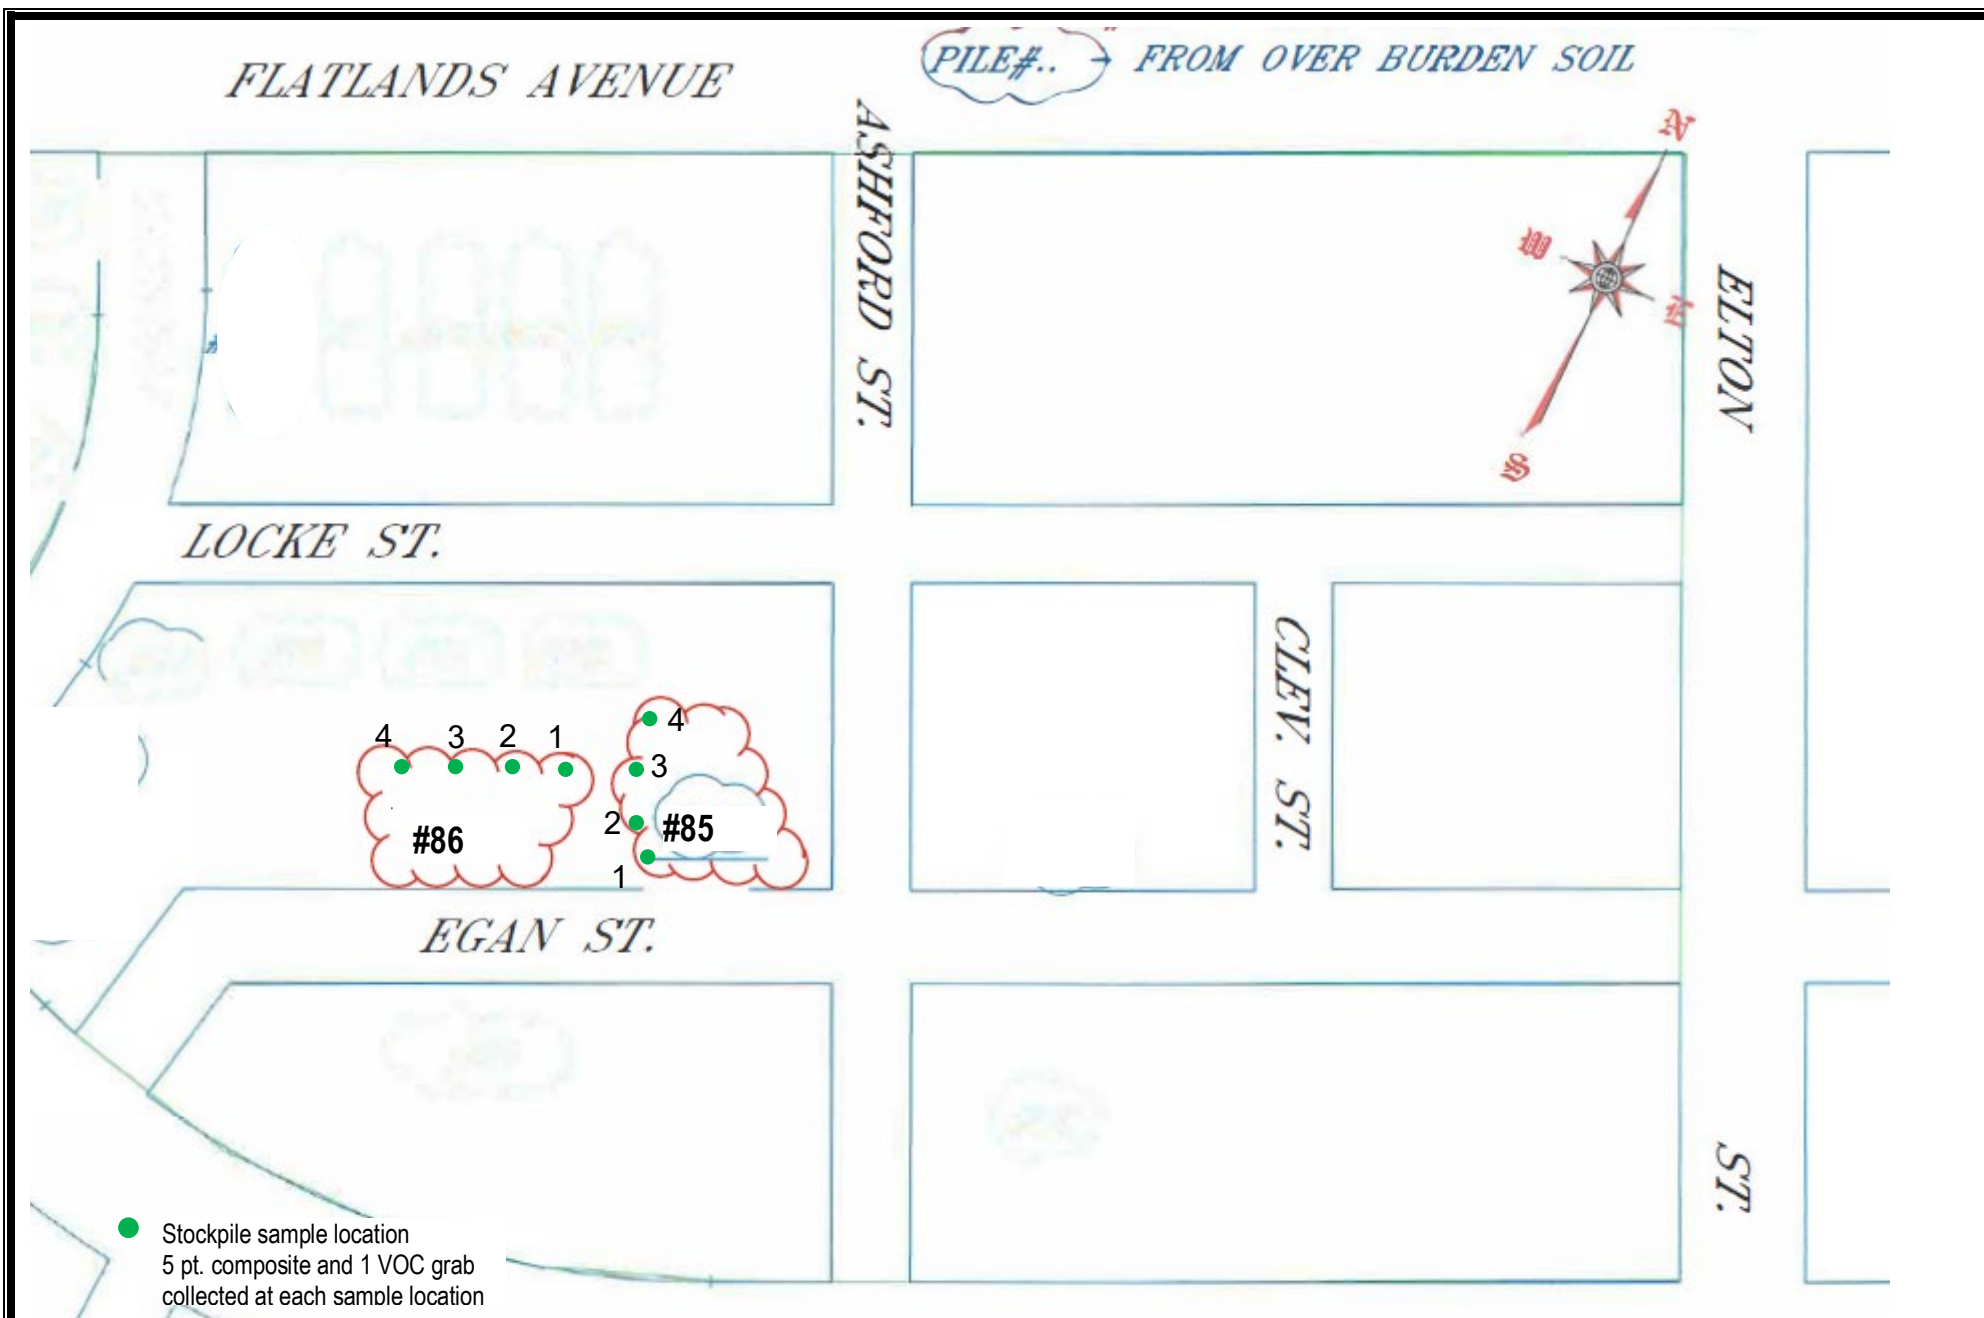 PILE#.. FROM OVER BURDEN SOIL
FLATLANDS AVENUE
ASHFORD ST.
N
W
E
S
ELTON
LOCKE ST.
CLEV. ST.
4
3
2
1
#86
4
3
2
1
#85
EGAN ST.
ST.
Stockpile sample location
5 pt. composite and 1 VOC grab
collected at each sample location